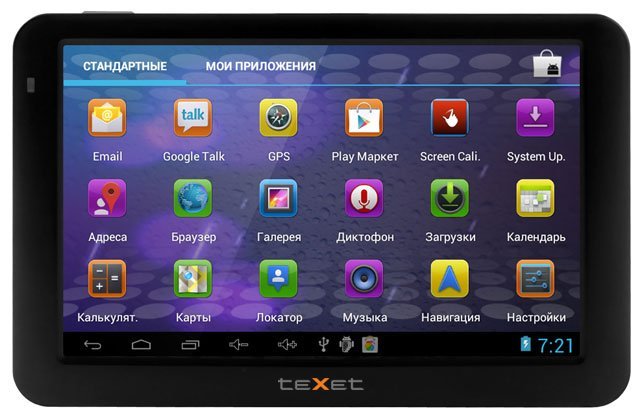 СТАНДАРТНЫЕ МОИ ПРИЛОЖЕНИЯ
talk
Email Google Talk GPS Play Маркет Screen Cali. System Up.
Адреса Браузер Галерея Диктофон Загрузки Календарь
Калькулят. Карты Локатор Музыка Навигация Настройки
7:21
teXet